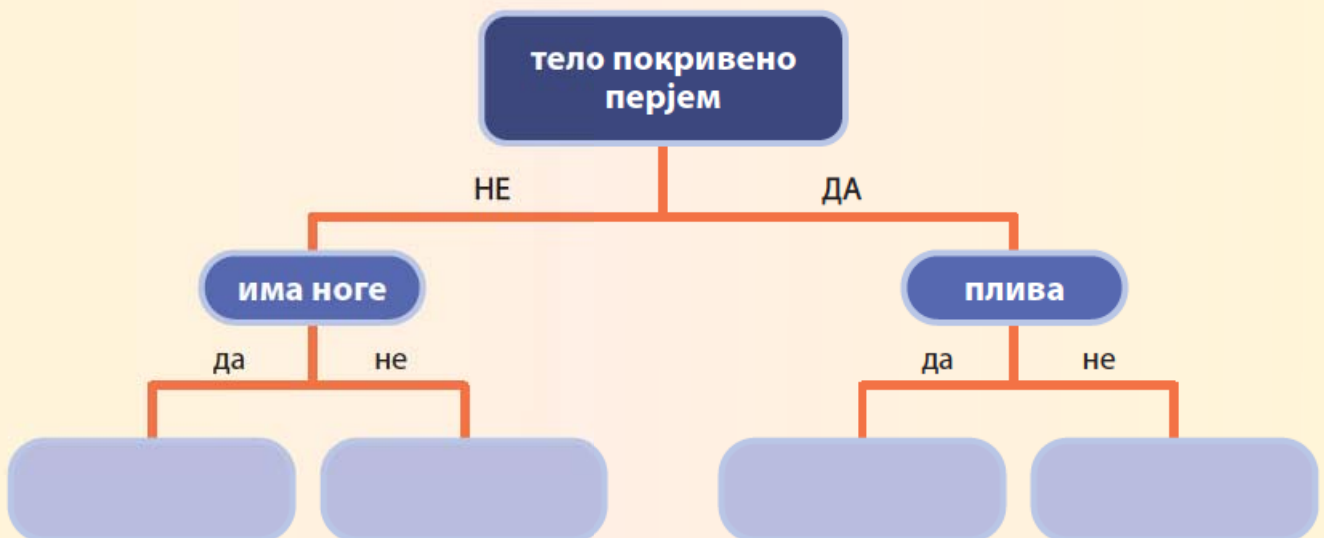 тело покривено
перјем
НЕ
ДА
има ноге
плива
да
не
да
не